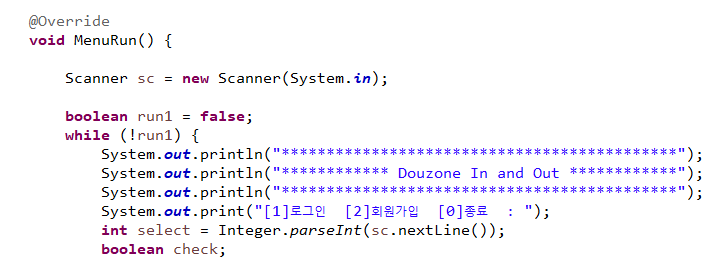 @Override
void MenuRun() {
Scanner sc = new Scanner(System.in);
boolean run1 = false;
while (!run1) {
System.out.println("********************************************");
System.out.println("************ Douzone In and Out ************");
System.out.println("********************************************");
System.out.print("[1]로그인  [2]회원가입  [0]종료  : ");
int select = Integer.parseInt(sc.nextLine());
boolean check;